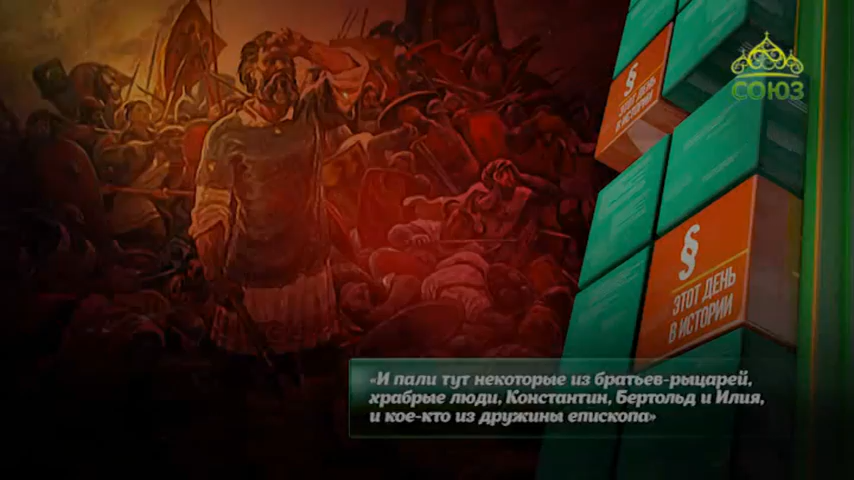 СОЮЗ
§
ЭТОТ ДЕНЬ
В ИСТОРИИ
§
ЭТОТ ДЕНЬ
В ИСТОРИИ
«И пали тут некоторые из братьев-рыцарей,
храбрые люди, Константин, Бертольд и Илия,
и кое-кто из дружины епископа»